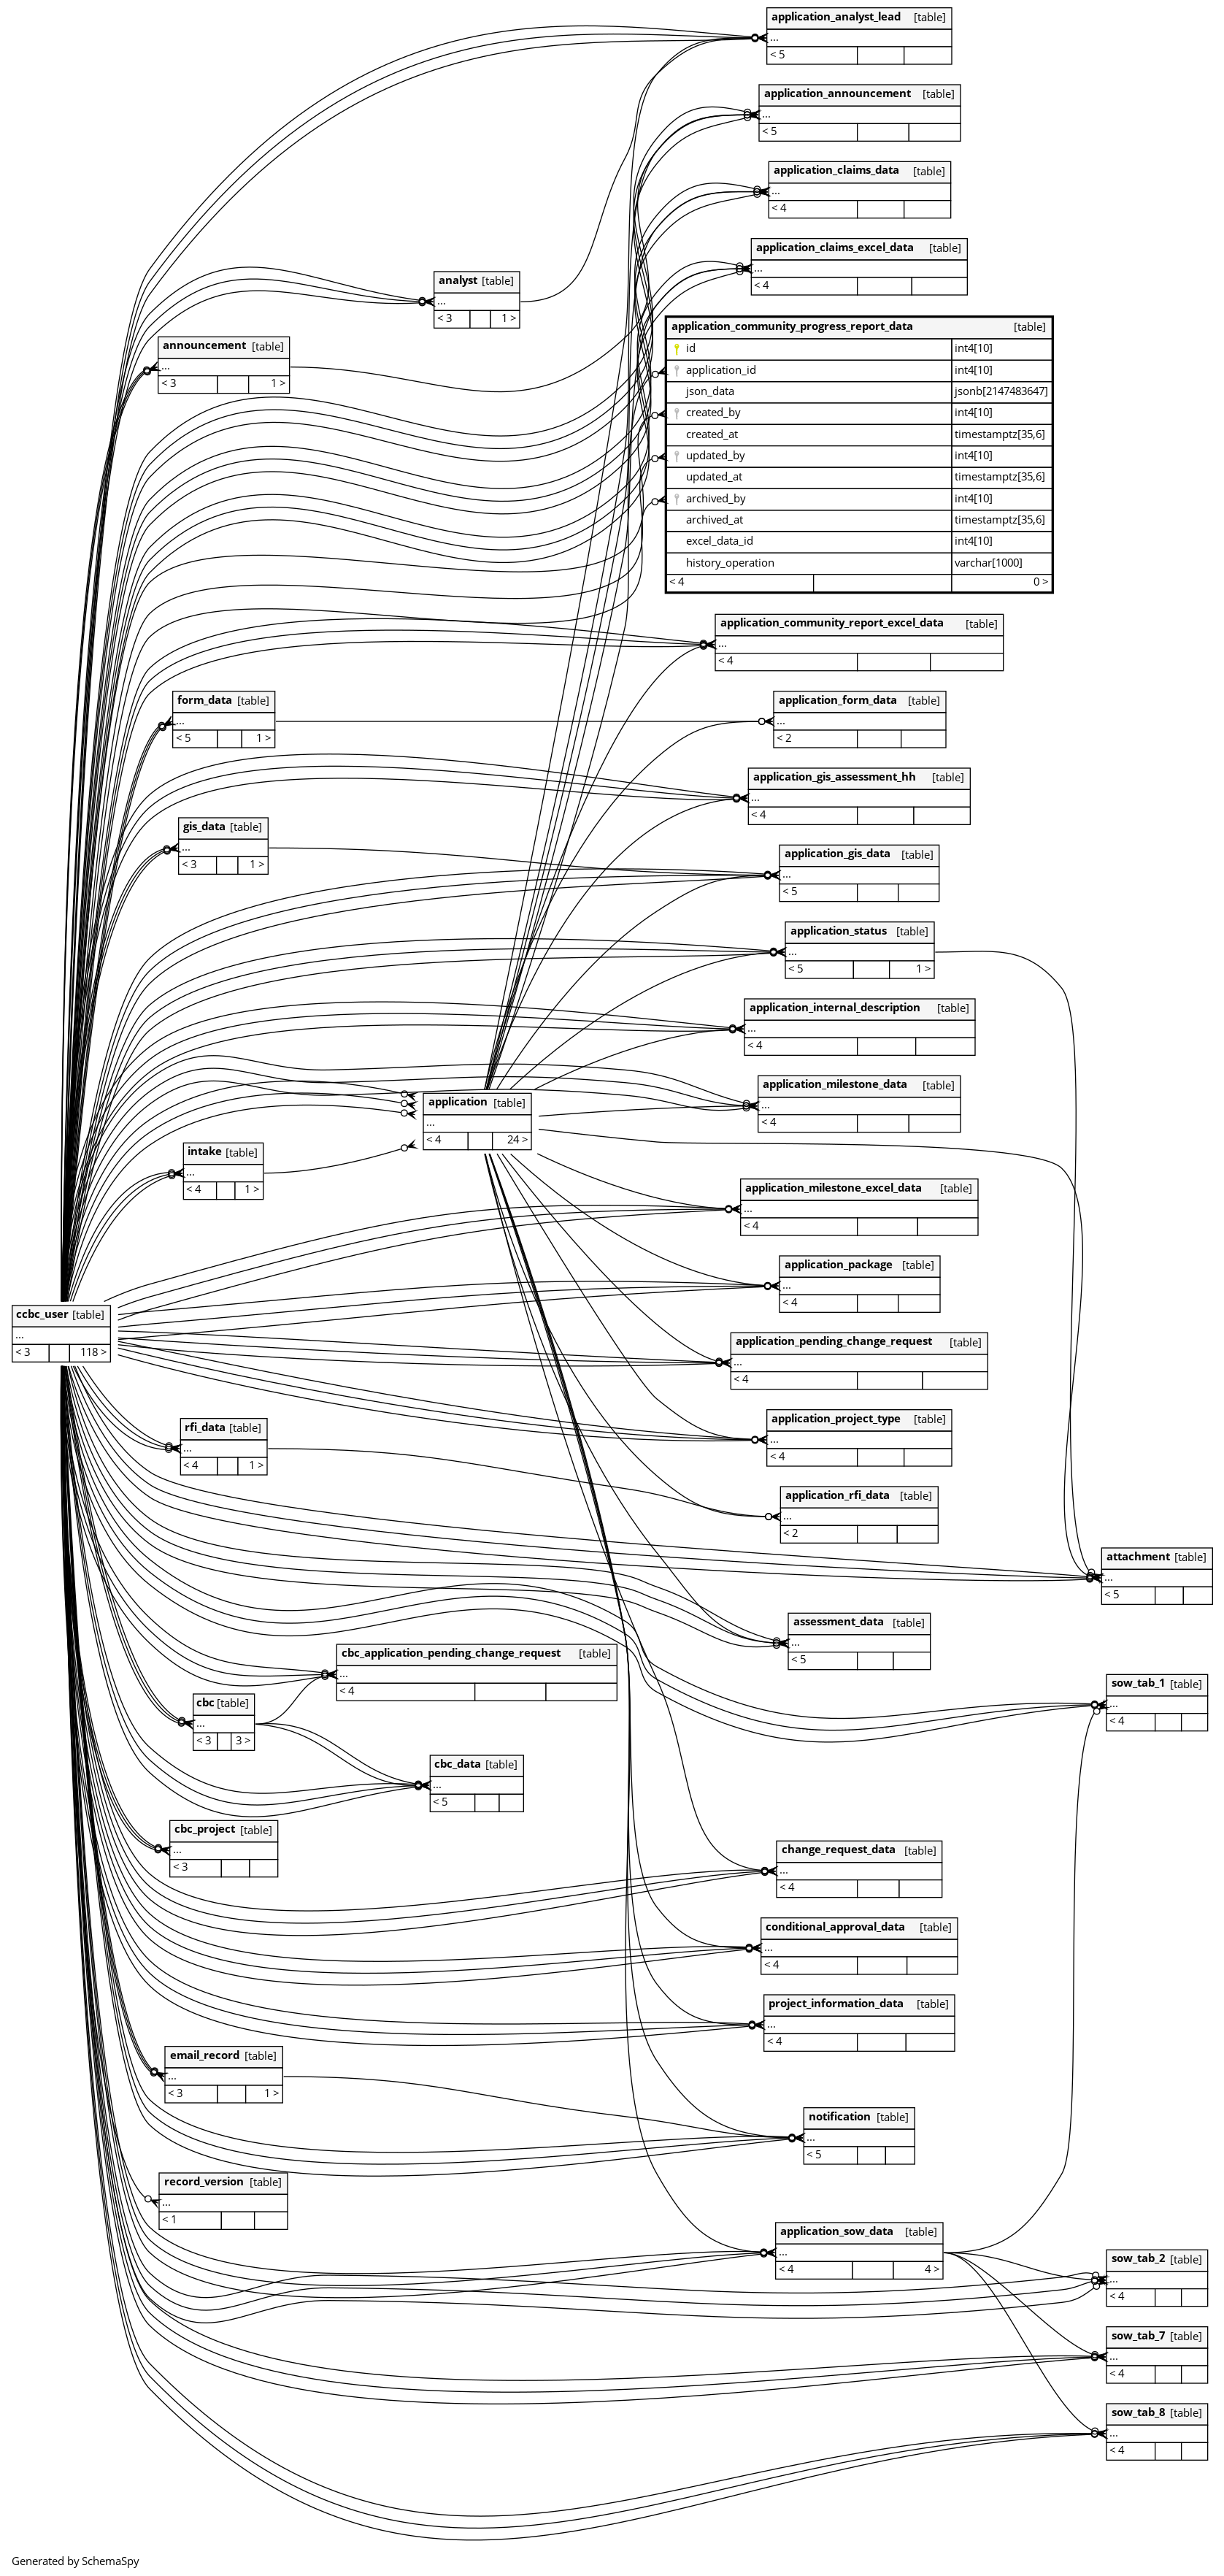 application_analyst_lead [table]
...
< 5
application_announcement [table]
...
< 5
application_claims_data [table]
...
< 4
application_claims_excel_data [table]
...
< 4
analyst [table]
...
< 3 1 >
announcement [table]
...
< 3 1 >
application_community_progress_report_data [table]
id int4[10]
application_id int4[10]
json_data jsonb[2147483647]
created_by int4[10]
created_at timestamptz[35,6]
updated_by int4[10]
updated_at timestamptz[35,6]
archived_by int4[10]
archived_at timestamptz[35,6]
excel_data_id int4[10]
history_operation varchar[1000]
< 4 0 >
application_community_report_excel_data [table]
...
< 4
form_data [table]
...
< 5 1 >
application_form_data [table]
...
< 2
application_gis_assessment_hh [table]
...
< 4
gis_data [table]
...
< 3 1 >
application_gis_data [table]
...
< 5
application_status [table]
...
< 5 1 >
application_internal_description [table]
...
< 4
application_milestone_data [table]
...
< 4
application [table]
...
< 4 24 >
intake [table]
...
< 4 1 >
application_milestone_excel_data [table]
...
< 4
application_package [table]
...
< 4
ccbc_user [table]
...
< 3 118 >
application_pending_change_request [table]
...
< 4
application_project_type [table]
...
< 4
rfi_data [table]
...
< 4 1 >
application_rfi_data [table]
...
< 2
attachment [table]
...
< 5
assessment_data [table]
...
< 5
cbc_application_pending_change_request [table]
...
< 4
sow_tab_1 [table]
...
< 4
cbc [table]
...
< 3 3 >
cbc_data [table]
...
< 5
cbc_project [table]
...
< 3
change_request_data [table]
...
< 4
conditional_approval_data [table]
...
< 4
project_information_data [table]
...
< 4
email_record [table]
...
< 3 1 >
notification [table]
...
< 5
record_version [table]
...
< 1
application_sow_data [table]
...
< 4 4 >
sow_tab_2 [table]
...
< 4
sow_tab_7 [table]
...
< 4
sow_tab_8 [table]
...
< 4
Generated by SchemaSpy